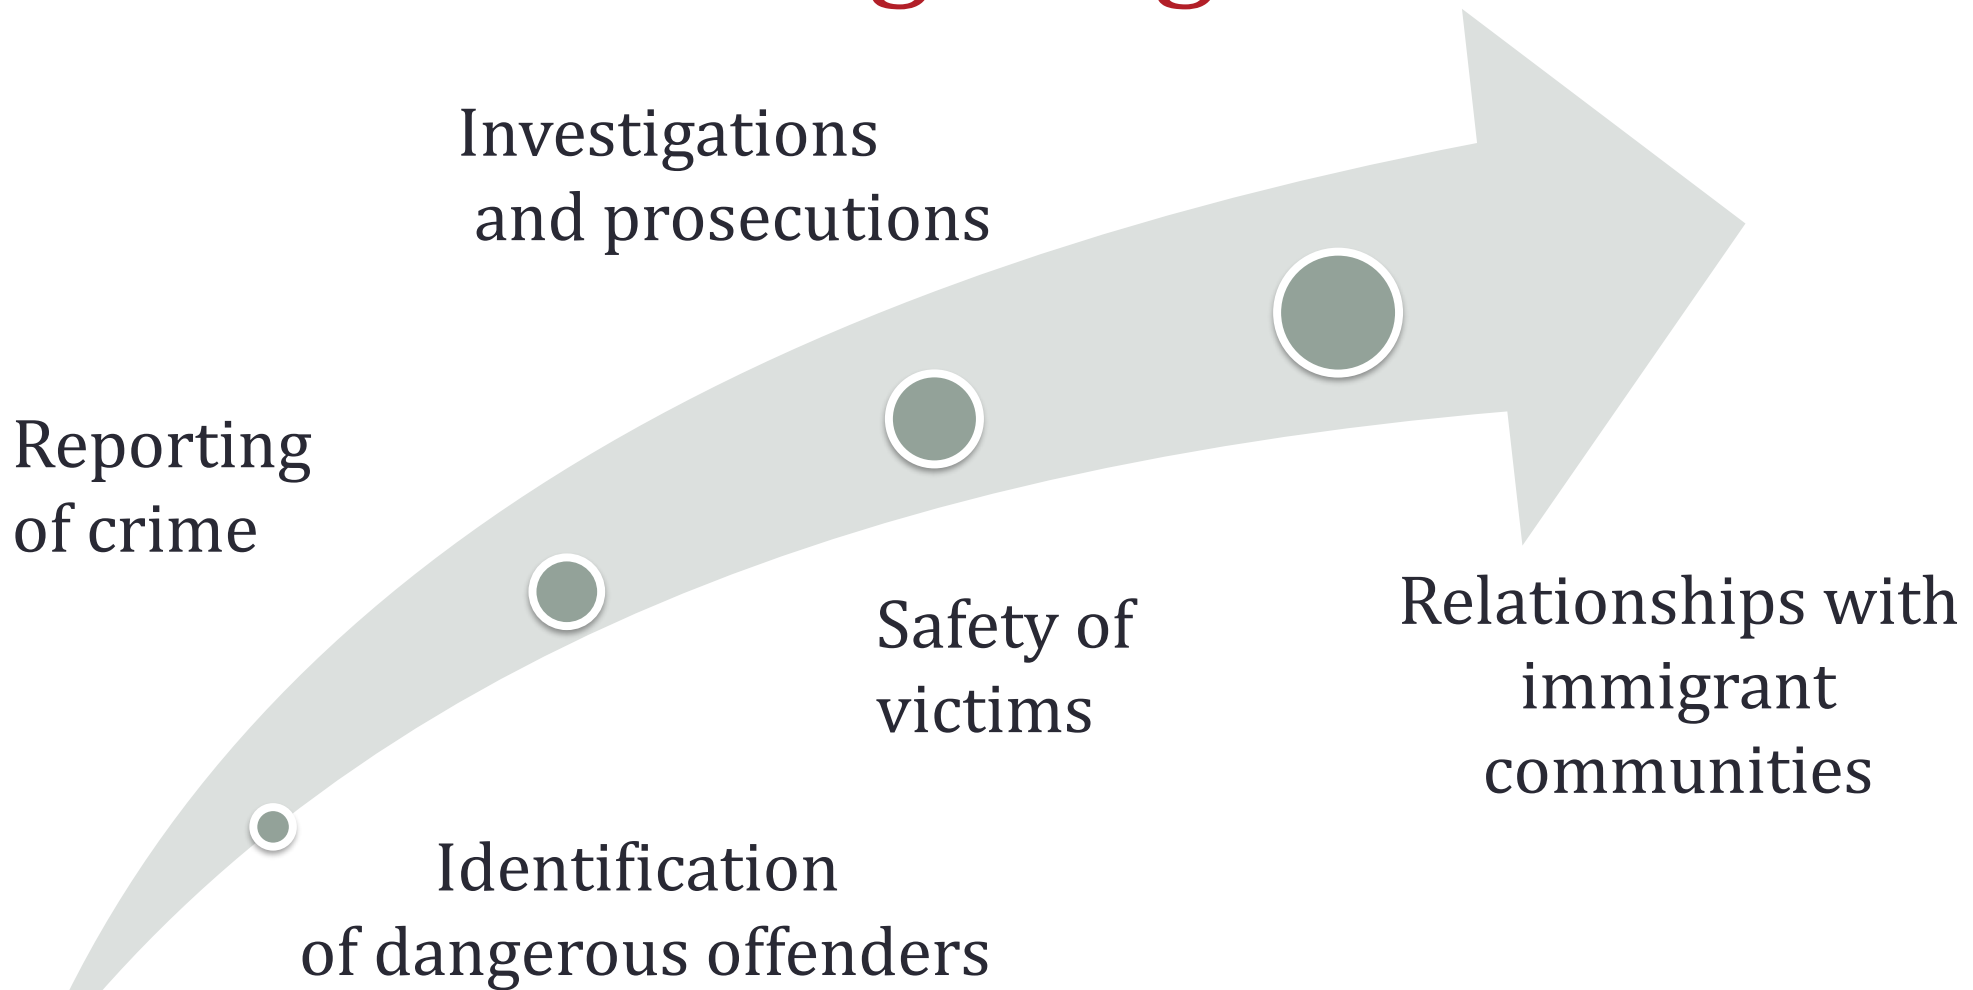 Investigations
and prosecutions
Reporting
of crime
Safety of
victims
Relationships with
immigrant
communities
Identification
of dangerous offenders